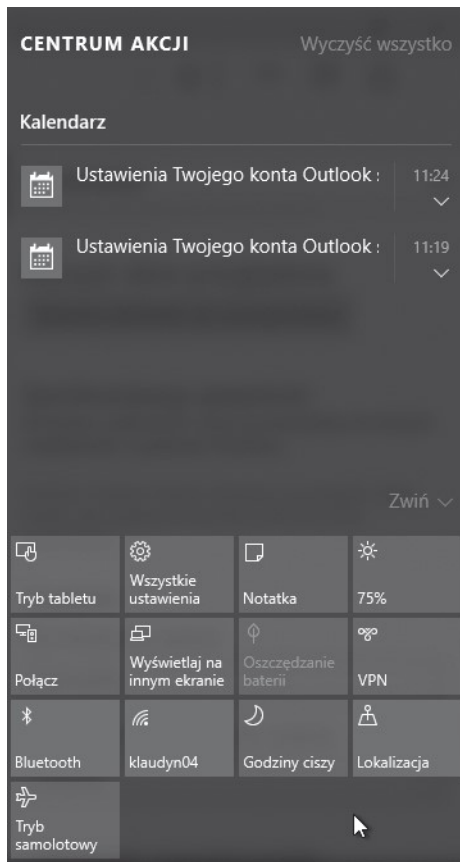 CENTRUM AKCJI
Wyczyść wszystko
Kalendarz
Ustawienia Twojego konta Outlook
11:24
Ustawienia Twojego konta Outlook
11:19
Zwiń
Tryb tabletu
Wszystkie
ustawienia
Notatka
75%
Połącz
Wyświetlaj na
innym ekranie
Oszczędzanie
baterii
VPN
Bluetooth
klaudyn04
Godziny ciszy
Lokalizacja
Tryb
samolotowy